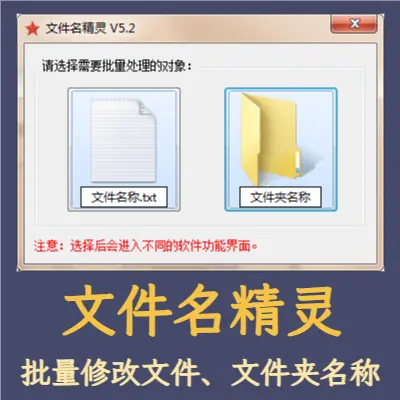 文件名精灵 V5.2
请选择需要批量处理的对象:
文件名称.txt
文件夹名称
注意: 选择后会进入不同的软件功能界面。
文件名精灵
批量修改文件、文件夹名称